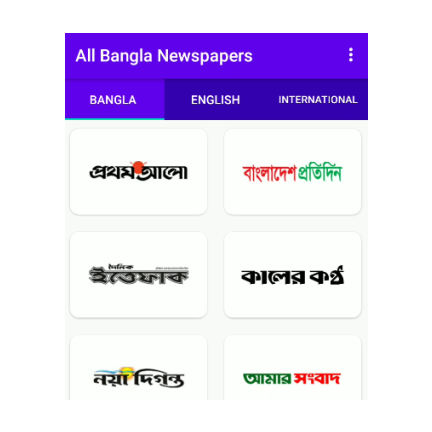 All Bangla Newspapers
BANGLA ENGLISH INTERNATIONAL
প্রথম আলো বাংলাদেশ প্রতিদিন
দৈনিক
ইত্তেফাক কালের কণ্ঠ
নয়া দিগন্ত আমার সংবাদ